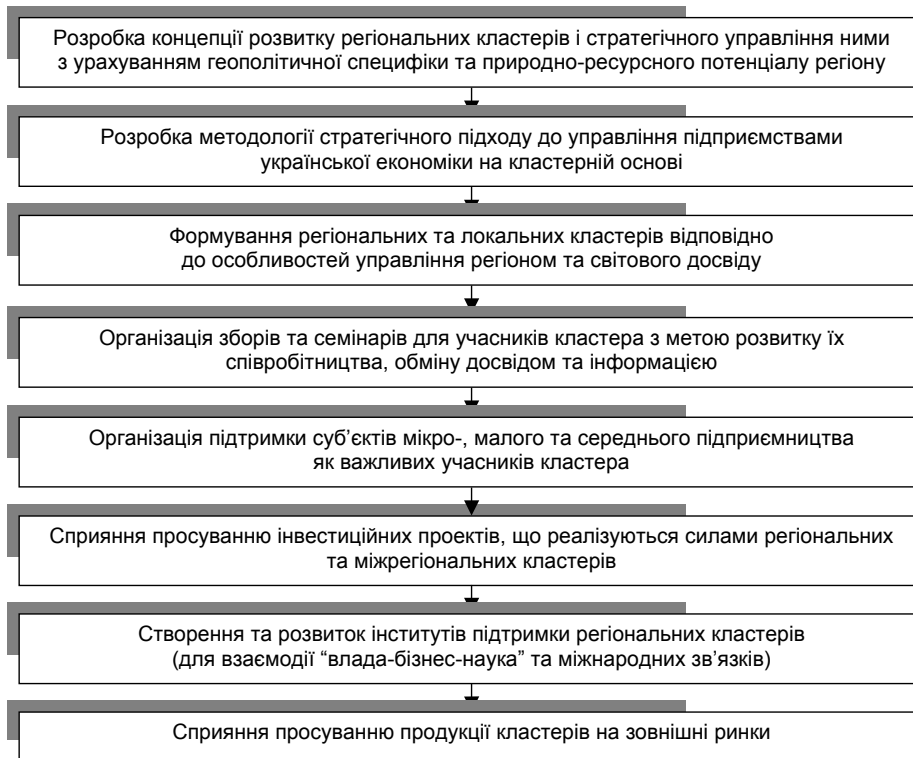 Розробка концепції розвитку регіональних кластерів і стратегічного управління ними
з урахуванням геополітичної специфіки та природно-ресурсного потенціалу регіону
Розробка методології стратегічного підходу до управління підприємствами
української економіки на кластерній основі
Формування регіональних та локальних кластерів відповідно
до особливостей управління регіоном та світового досвіду
Організація зборів та семінарів для учасників кластера з метою розвитку їх
співробітництва, обміну досвідом та інформацією
Організація підтримки суб’єктів мікро-, малого та середнього підприємництва
як важливих учасників кластера
Сприяння просуванню інвестиційних проектів, що реалізуються силами регіональних
та міжрегіональних кластерів
Створення та розвиток інститутів підтримки регіональних кластерів
(для взаємодії “влада-бізнес-наука” та міжнародних зв’язків)
Сприяння просуванню продукції кластерів на зовнішні ринки